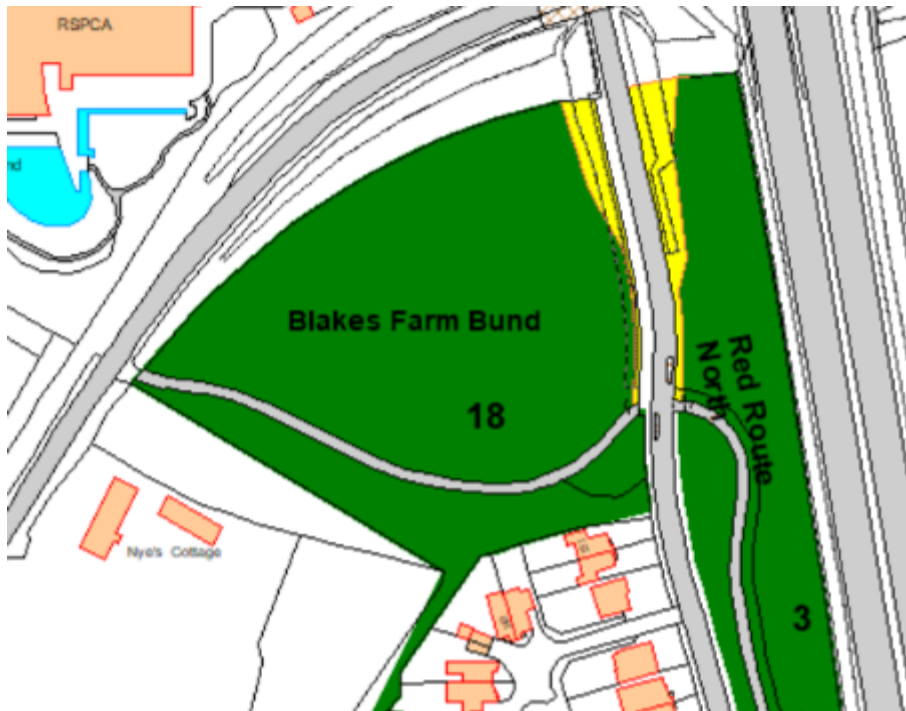 RSPCA
nd
Blakes Farm Bund
18
Red Route
North
3
Nye's Cottage